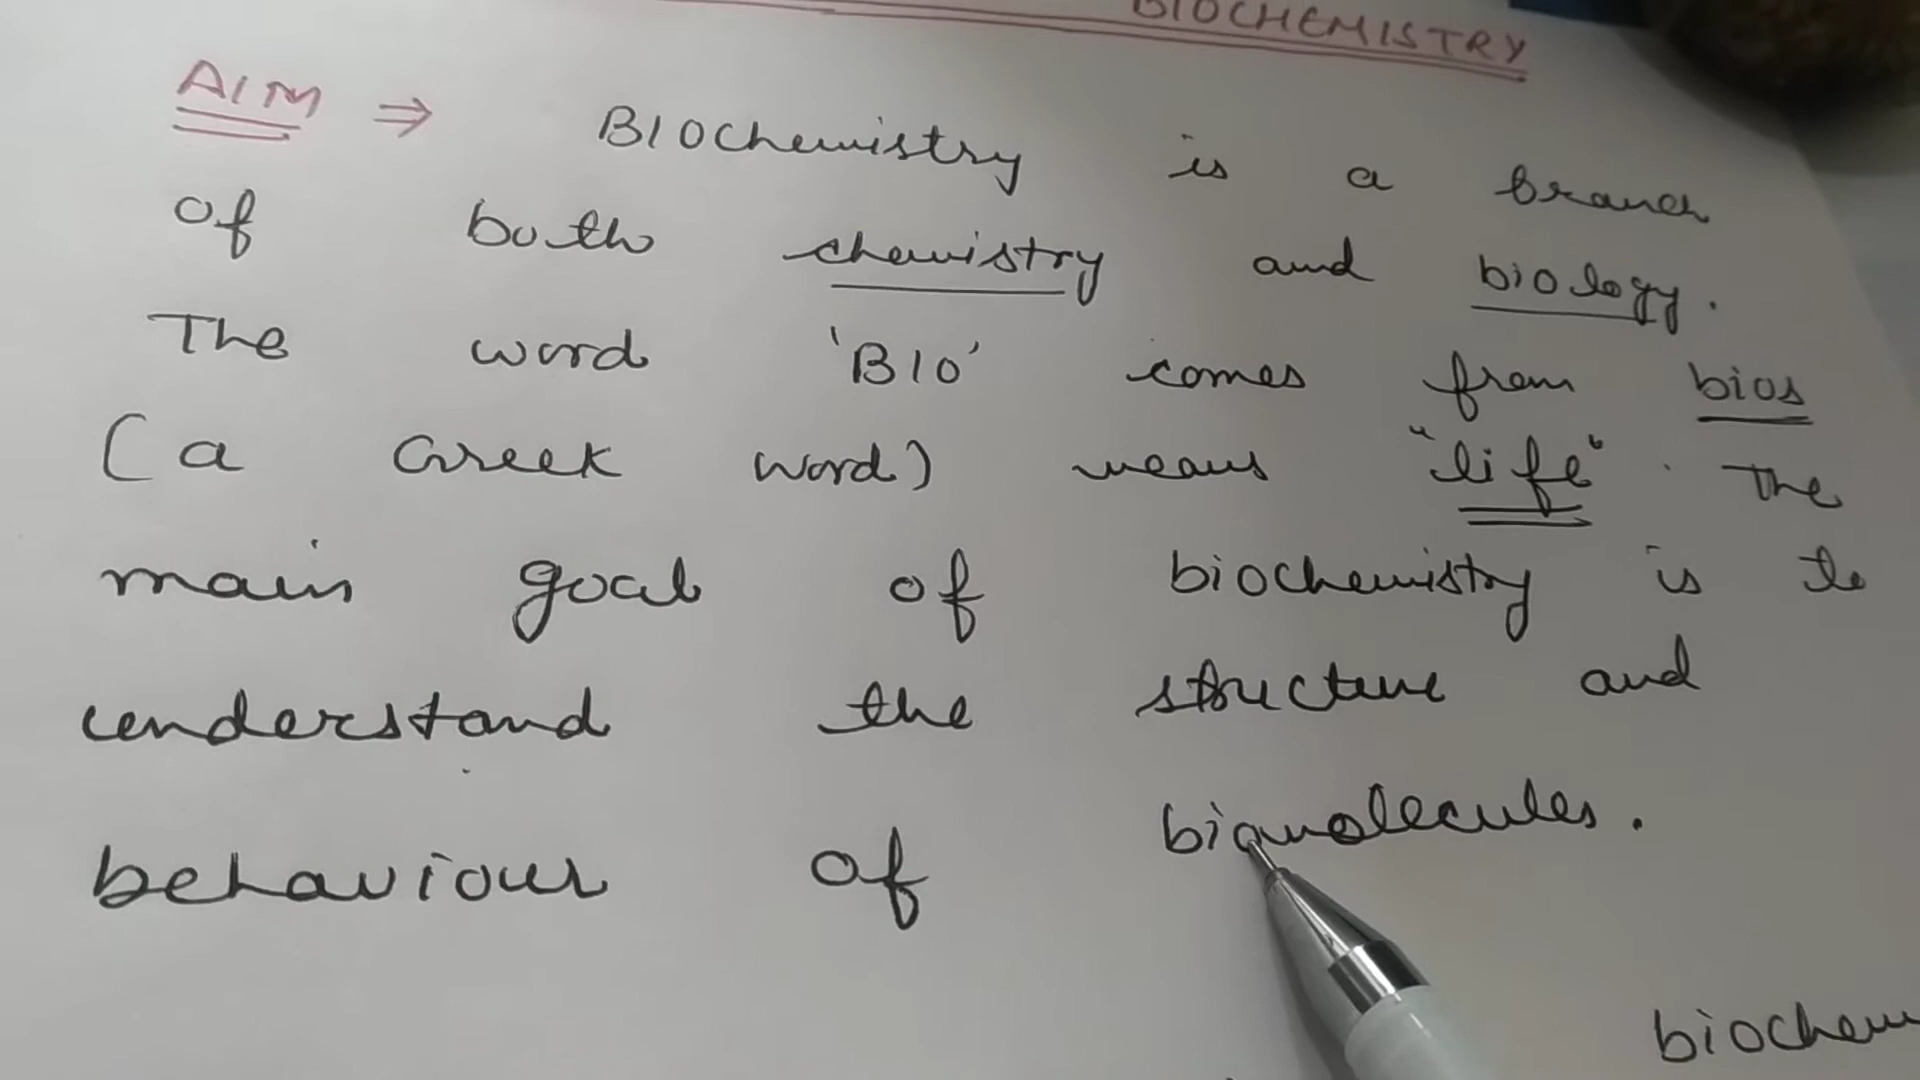 BIOCHEMISTRY
AIM ⇒ BIOchemistry is a branch
of both chemistry and biology.
The word 'BIO' comes from bios
(a Greek word) means "life". The
main goal of biochemistry is to
understand the structure and
behaviour of biomolecules.
biochem